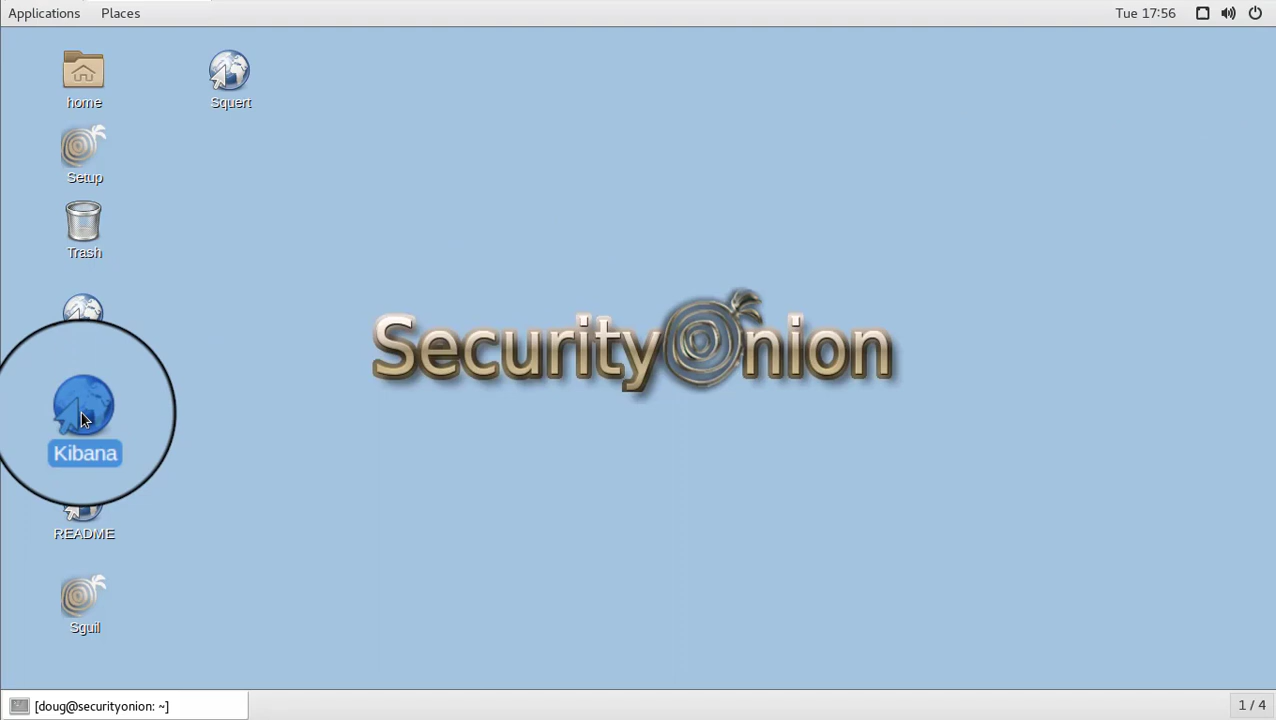 Applications Places Tue 17:56
home
Squert
Setup
Trash
SecurityOnion
Kibana
README
Sguil
[doug@securityonion: ~]
1 / 4